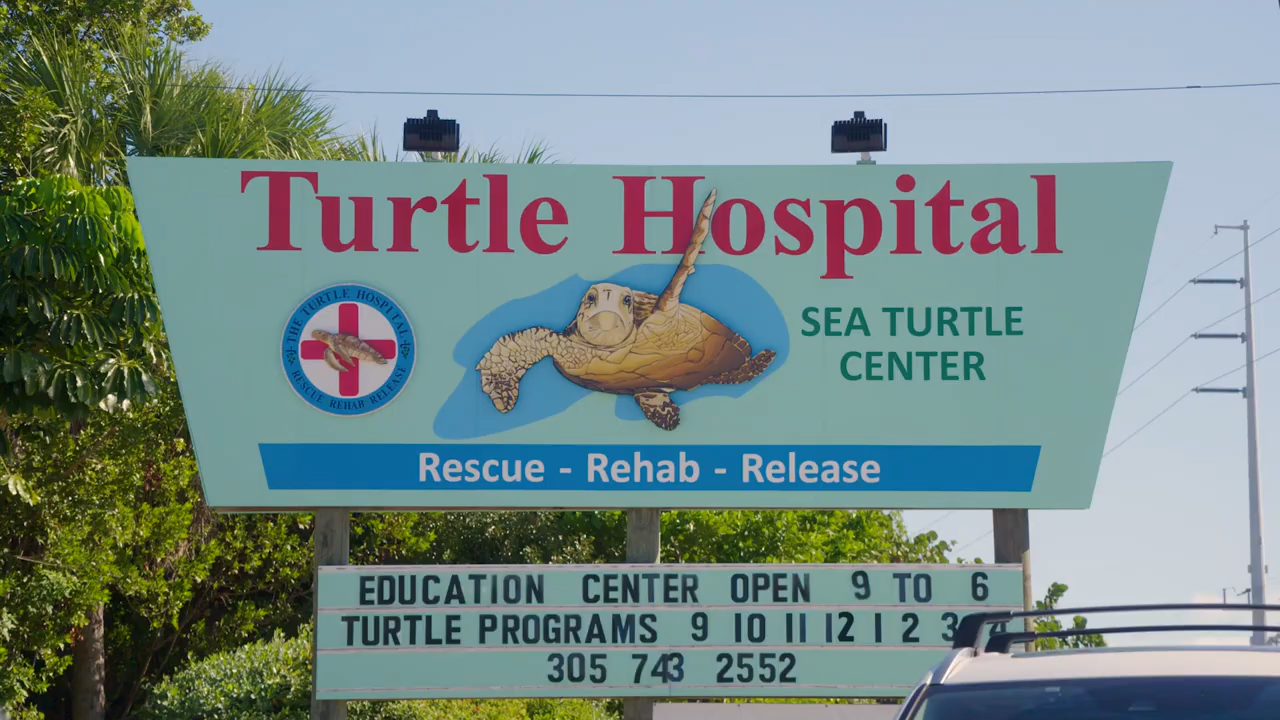 Turtle Hospital
THE TURTLE HOSPITAL
RESCUE REHAB RELEASE
SEA TURTLE
CENTER
Rescue - Rehab - Release
EDUCATION CENTER OPEN 9 TO 6
TURTLE PROGRAMS 9 10 11 12 1 2 3 4
305 743 2552